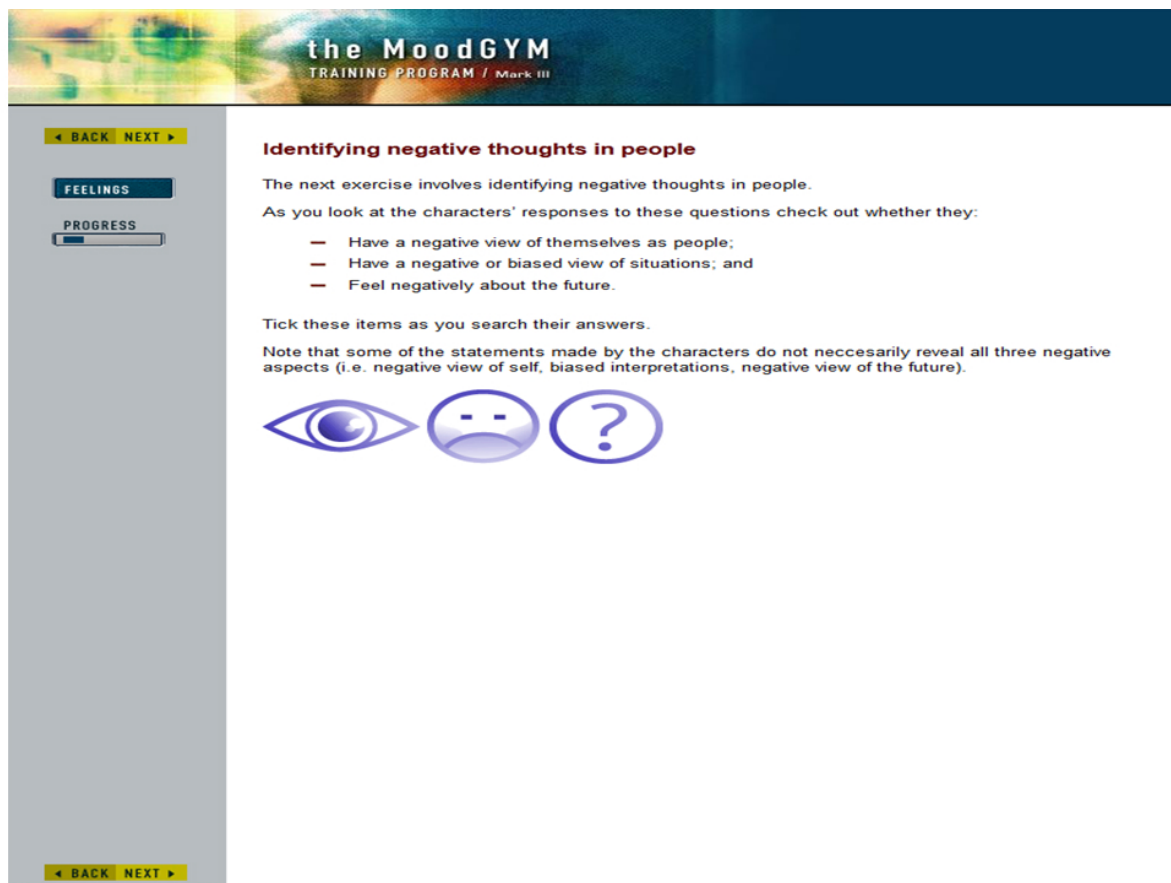 the MoodGYM
TRAINING PROGRAM / Mark III
BACK NEXT
FEELINGS
PROGRESS
Identifying negative thoughts in people
The next exercise involves identifying negative thoughts in people.
As you look at the characters' responses to these questions check out whether they:
Have a negative view of themselves as people;
Have a negative or biased view of situations; and
Feel negatively about the future.
Tick these items as you search their answers.
Note that some of the statements made by the characters do not neccesarily reveal all three negative
aspects (i.e. negative view of self, biased interpretations, negative view of the future).
?
BACK NEXT